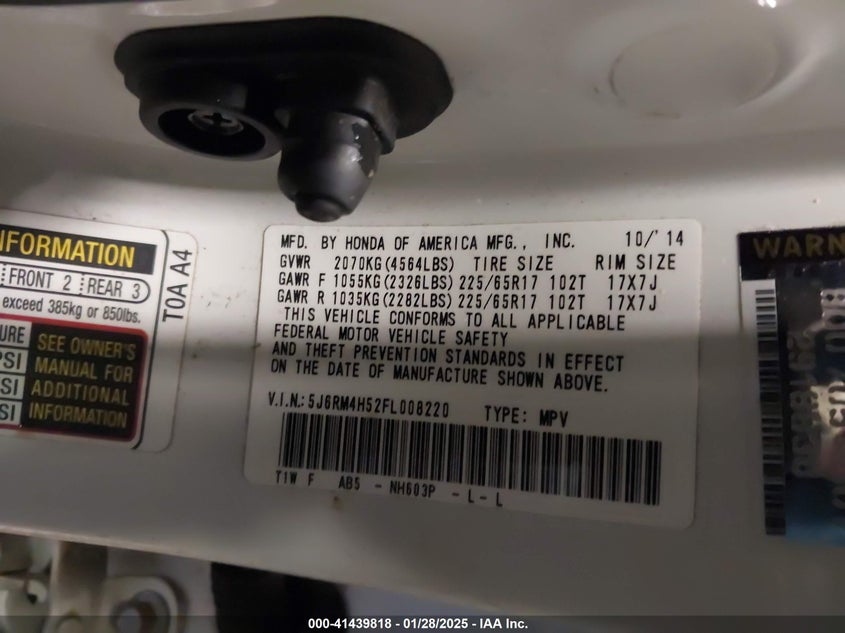 NFORMATION
FRONT 2 REAR 3
exceed 385kg or 850lbs.
URE
PSI
SI
SI
SEE OWNER'S
MANUAL FOR
ADDITIONAL
INFORMATION
T0A A4
MFD. BY HONDA OF AMERICA MFG., INC. 10/'14
GVWR 2070KG(4564LBS) TIRE SIZE RIM SIZE
GAWR F 1055KG(2326LBS) 225/65R17 102T 17X7J
GAWR R 1035KG(2282LBS) 225/65R17 102T 17X7J
THIS VEHICLE CONFORMS TO ALL APPLICABLE
FEDERAL MOTOR VEHICLE SAFETY
AND THEFT PREVENTION STANDARDS IN EFFECT
ON THE DATE OF MANUFACTURE SHOWN ABOVE.
V.I.N.: 5J6RM4H52FL008220 TYPE: MPV
T1W F AB5 - NH603P - L - L
WARN
000-41439818 - 01/28/2025 - IAA Inc.